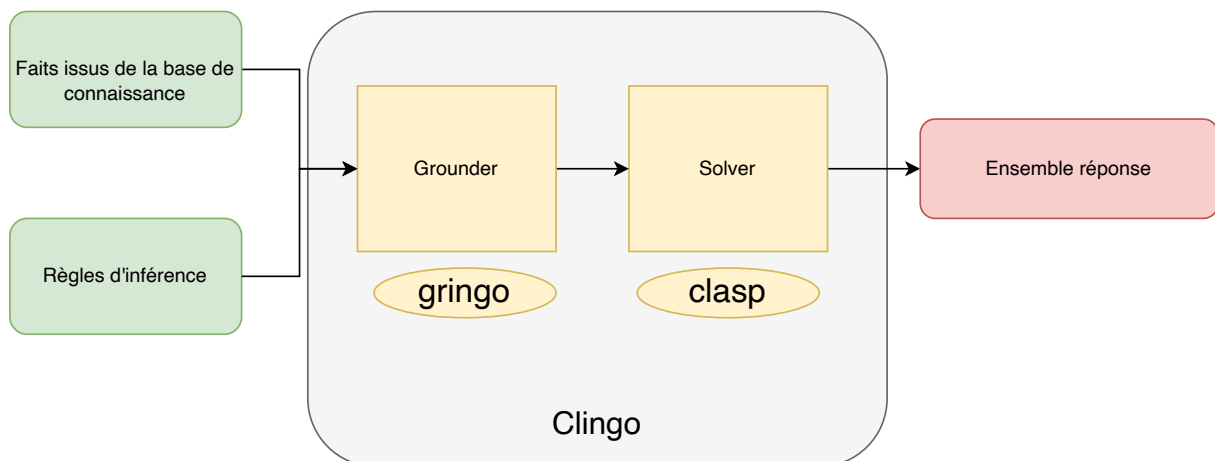 Faits issus de la base de
connaissance
Règles d'inférence
Grounder
gringo
Solver
clasp
Clingo
Ensemble réponse